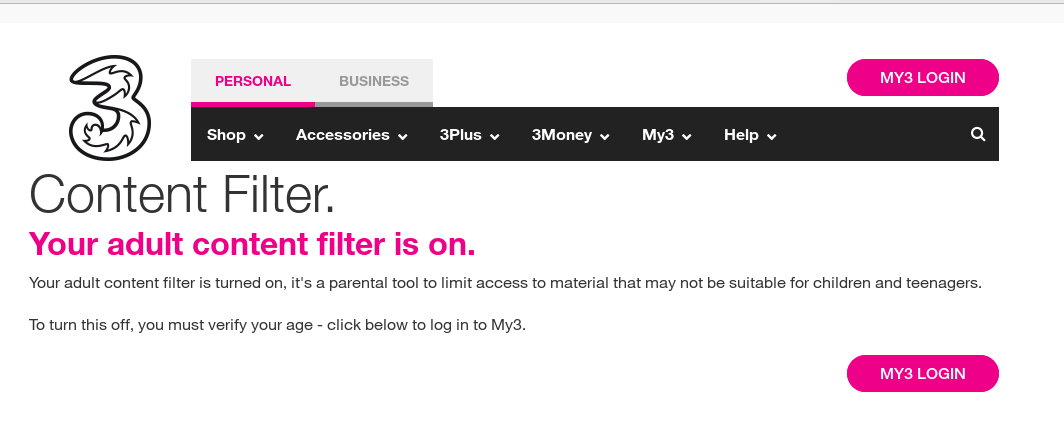 PERSONAL BUSINESS MY3 LOGIN
Shop Accessories 3Plus 3Money My3 Help
Content Filter.
Your adult content filter is on.
Your adult content filter is turned on, it's a parental tool to limit access to material that may not be suitable for children and teenagers.
To turn this off, you must verify your age - click below to log in to My3.
MY3 LOGIN